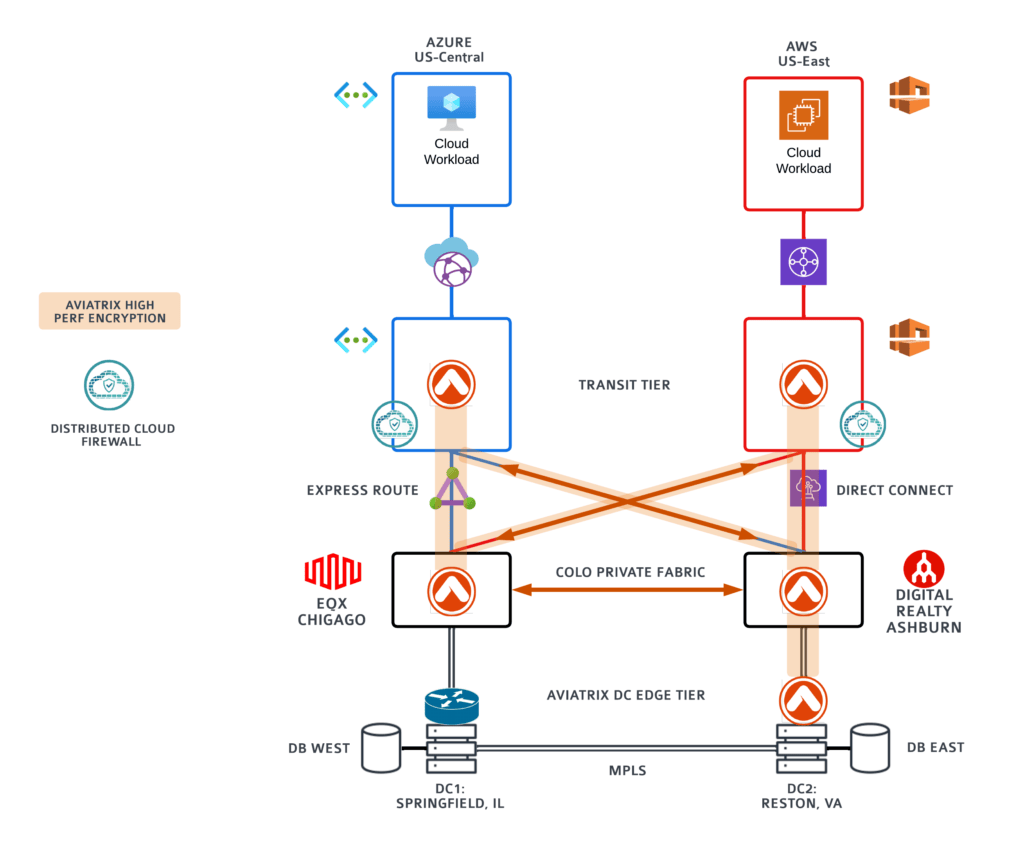 AZURE
US-Central
AWS
US-East
Cloud
Workload
Cloud
Workload
AVIATRIX HIGH
PERF ENCRYPTION
DISTRIBUTED CLOUD
FIREWALL
TRANSIT TIER
EXPRESS ROUTE
DIRECT CONNECT
EQX
CHIGAGO
COLO PRIVATE FABRIC
DIGITAL
REALTY
ASHBURN
AVIATRIX DC EDGE TIER
DB WEST
MPLS
DB EAST
DC1:
SPRINGFIELD, IL
DC2:
RESTON, VA